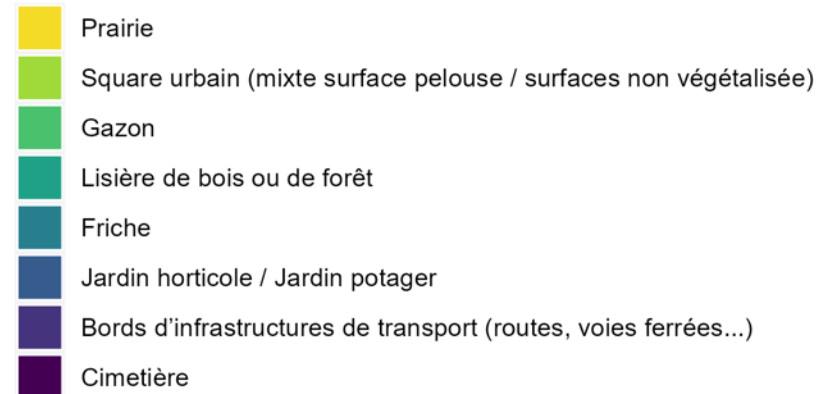 Prairie
Square urbain (mixte surface pelouse / surfaces non végétalisée)
Gazon
Lisière de bois ou de forêt
Friche
Jardin horticole / Jardin potager
Bords d'infrastructures de transport (routes, voies ferrées...)
Cimetière